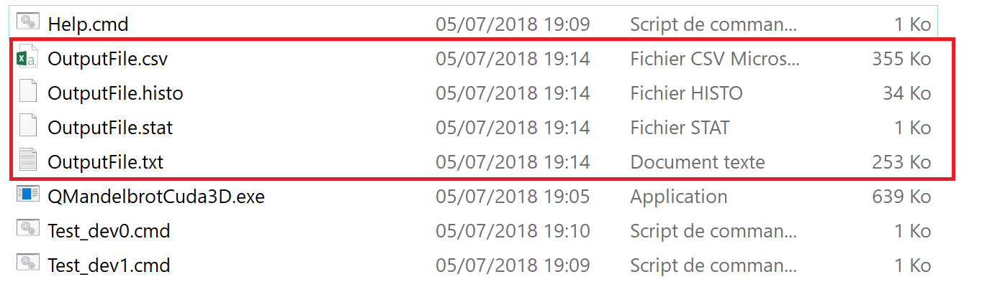 Help.cmd 05/07/2018 19:09 Script de comman... 1 Ko
OutputFile.csv 05/07/2018 19:14 Fichier CSV Micros... 355 Ko
OutputFile.histo 05/07/2018 19:14 Fichier HISTO 34 Ko
OutputFile.stat 05/07/2018 19:14 Fichier STAT 1 Ko
OutputFile.txt 05/07/2018 19:14 Document texte 253 Ko
QMandelbrotCuda3D.exe 05/07/2018 19:05 Application 639 Ko
Test_dev0.cmd 05/07/2018 19:10 Script de comman... 1 Ko
Test_dev1.cmd 05/07/2018 19:09 Script de comman... 1 Ko